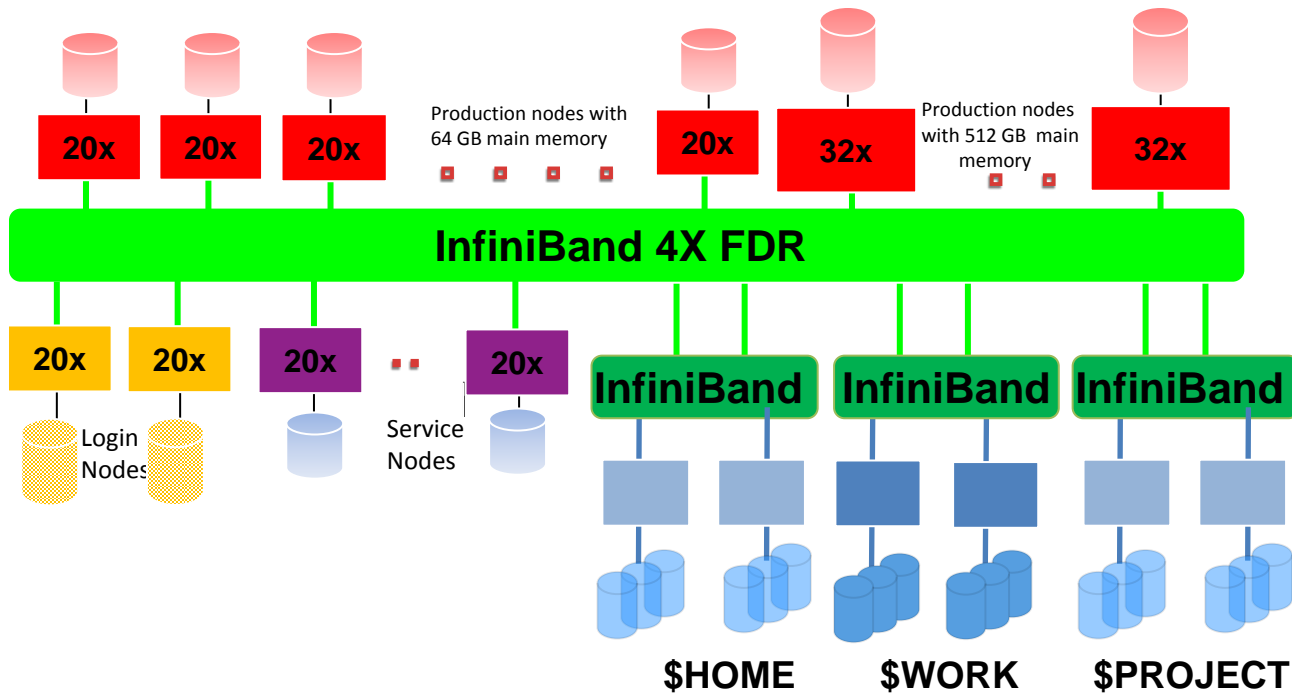 20x
20x
20x
Production nodes with
64 GB main memory
20x
32x
Production nodes
with 512 GB main
memory
32x
InfiniBand 4X FDR
20x
20x
20x
20x
InfiniBand
InfiniBand
InfiniBand
Login
Nodes
Service
Nodes
$HOME
$WORK
$PROJECT